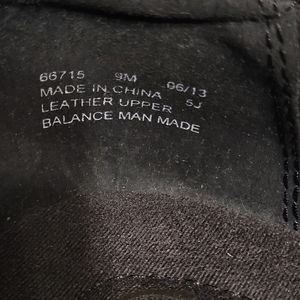 66715 9M 06/13
MADE IN CHINA SJ
LEATHER UPPER
BALANCE MAN MADE